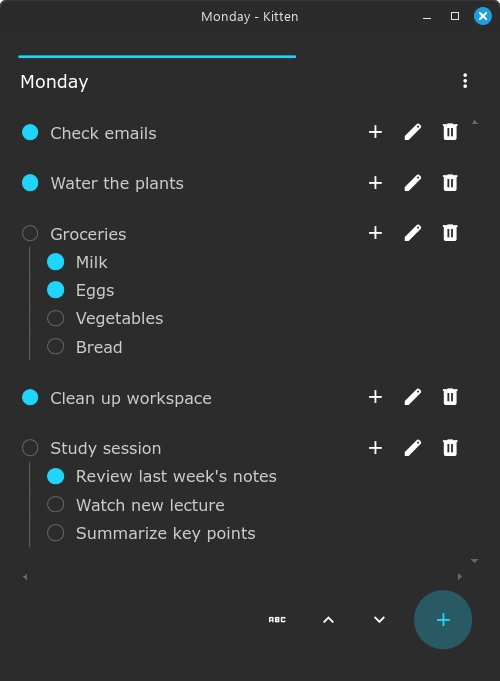 Monday - Kitten
Monday
Check emails
Water the plants
Groceries
Milk
Eggs
Vegetables
Bread
Clean up workspace
Study session
Review last week's notes
Watch new lecture
Summarize key points
ABC